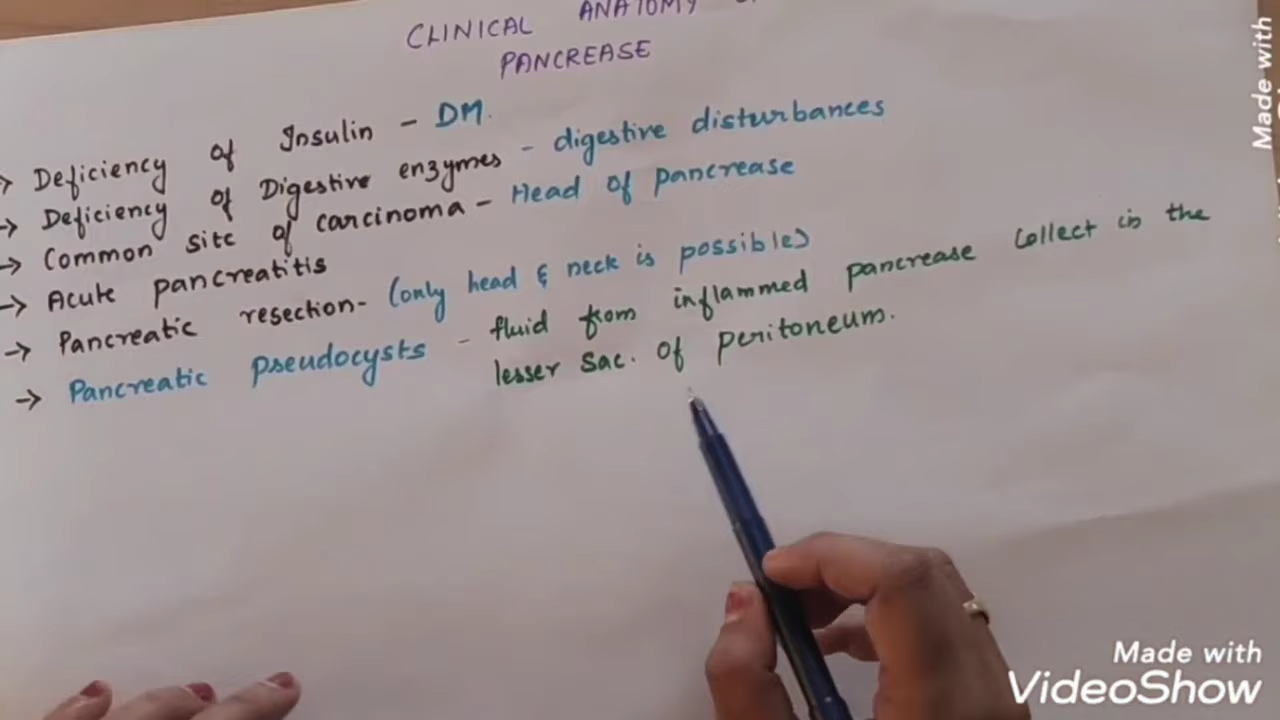 CLINICAL ANATOMY
PANCREASE
→ Deficiency of Insulin - DM.
→ Deficiency of Digestive enzymes - digestive disturbances
→ Common site of carcinoma - Head of pancrease
→ Acute pancreatitis
→ Pancreatic resection- (only head & neck is possible)
→ Pancreatic pseudocysts - fluid from inflammed pancrease collect in the
lesser sac. of peritoneum.
Made with
Made with
VideoShow